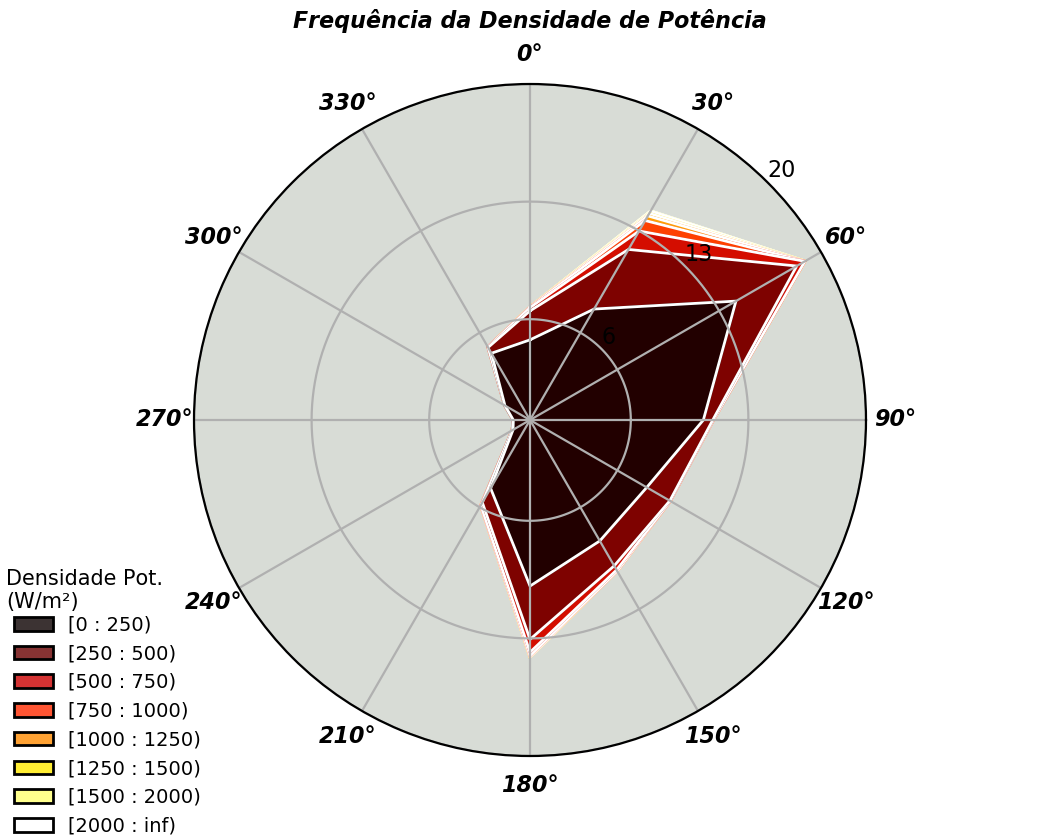 Frequência da Densidade de Potência
0°
330°
30°
20
300°
60°
13
6
270°
90°
240°
120°
210°
150°
180°
Densidade Pot.
(W/m²)
[0 : 250)
[250 : 500)
[500 : 750)
[750 : 1000)
[1000 : 1250)
[1250 : 1500)
[1500 : 2000)
[2000 : inf)